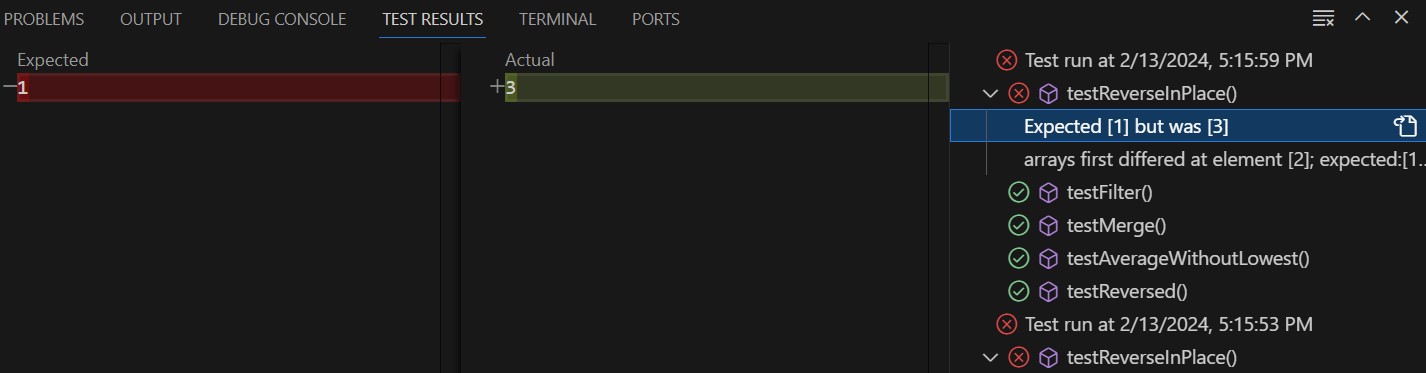 PROBLEMS OUTPUT DEBUG CONSOLE TEST RESULTS TERMINAL PORTS
Expected
−1
Actual
+3
Test run at 2/13/2024, 5:15:59 PM
testReverseInPlace()
Expected [1] but was [3]
arrays first differed at element [2]; expected:[1...
testFilter()
testMerge()
testAverageWithoutLowest()
testReversed()
Test run at 2/13/2024, 5:15:53 PM
testReverseInPlace()